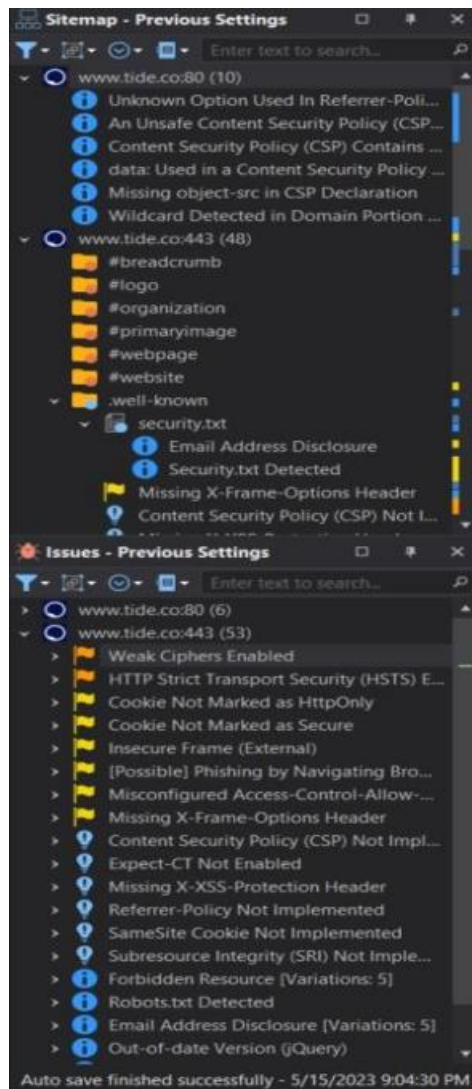 Sitemap - Previous Settings
Enter text to search...
www.tide.co:80 (10)
Unknown Option Used In Referrer-Poli...
An Unsafe Content Security Policy (CSP...
Content Security Policy (CSP) Contains ...
data: Used in a Content Security Policy ...
Missing object-src in CSP Declaration
Wildcard Detected in Domain Portion ...
www.tide.co:443 (48)
#breadcrumb
#logo
#organization
#primaryimage
#webpage
#website
.well-known
security.txt
Email Address Disclosure
Security.txt Detected
Missing X-Frame-Options Header
Content Security Policy (CSP) Not I...
Issues - Previous Settings
Enter text to search...
www.tide.co:80 (6)
www.tide.co:443 (53)
Weak Ciphers Enabled
HTTP Strict Transport Security (HSTS) E...
Cookie Not Marked as HttpOnly
Cookie Not Marked as Secure
Insecure Frame (External)
[Possible] Phishing by Navigating Bro...
Misconfigured Access-Control-Allow-...
Missing X-Frame-Options Header
Content Security Policy (CSP) Not Impl...
Expect-CT Not Enabled
Missing X-XSS-Protection Header
Referrer-Policy Not Implemented
SameSite Cookie Not Implemented
Subresource Integrity (SRI) Not Imple...
Forbidden Resource [Variations: 5]
Robots.txt Detected
Email Address Disclosure [Variations: 5]
Out-of-date Version (jQuery)
Auto save finished successfully - 5/15/2023 9:04:30 PM